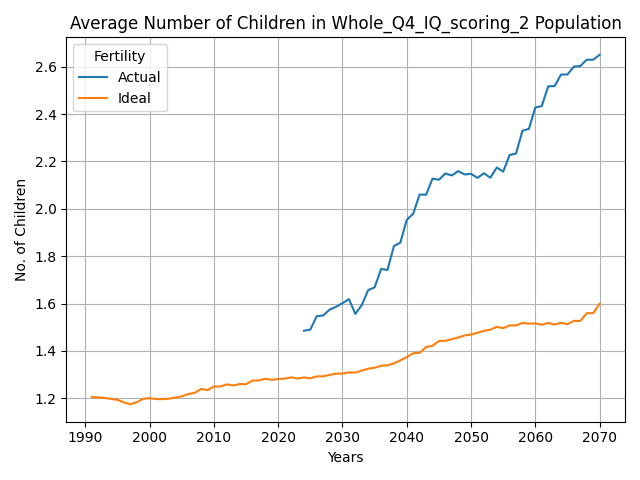 Average Number of Children in Whole_Q4_IQ_scoring_2 Population
Fertility
Actual
Ideal
No. of Children
2.6
2.4
2.2
2.0
1.8
1.6
1.4
1.2
1990 2000 2010 2020 2030 2040 2050 2060 2070
Years